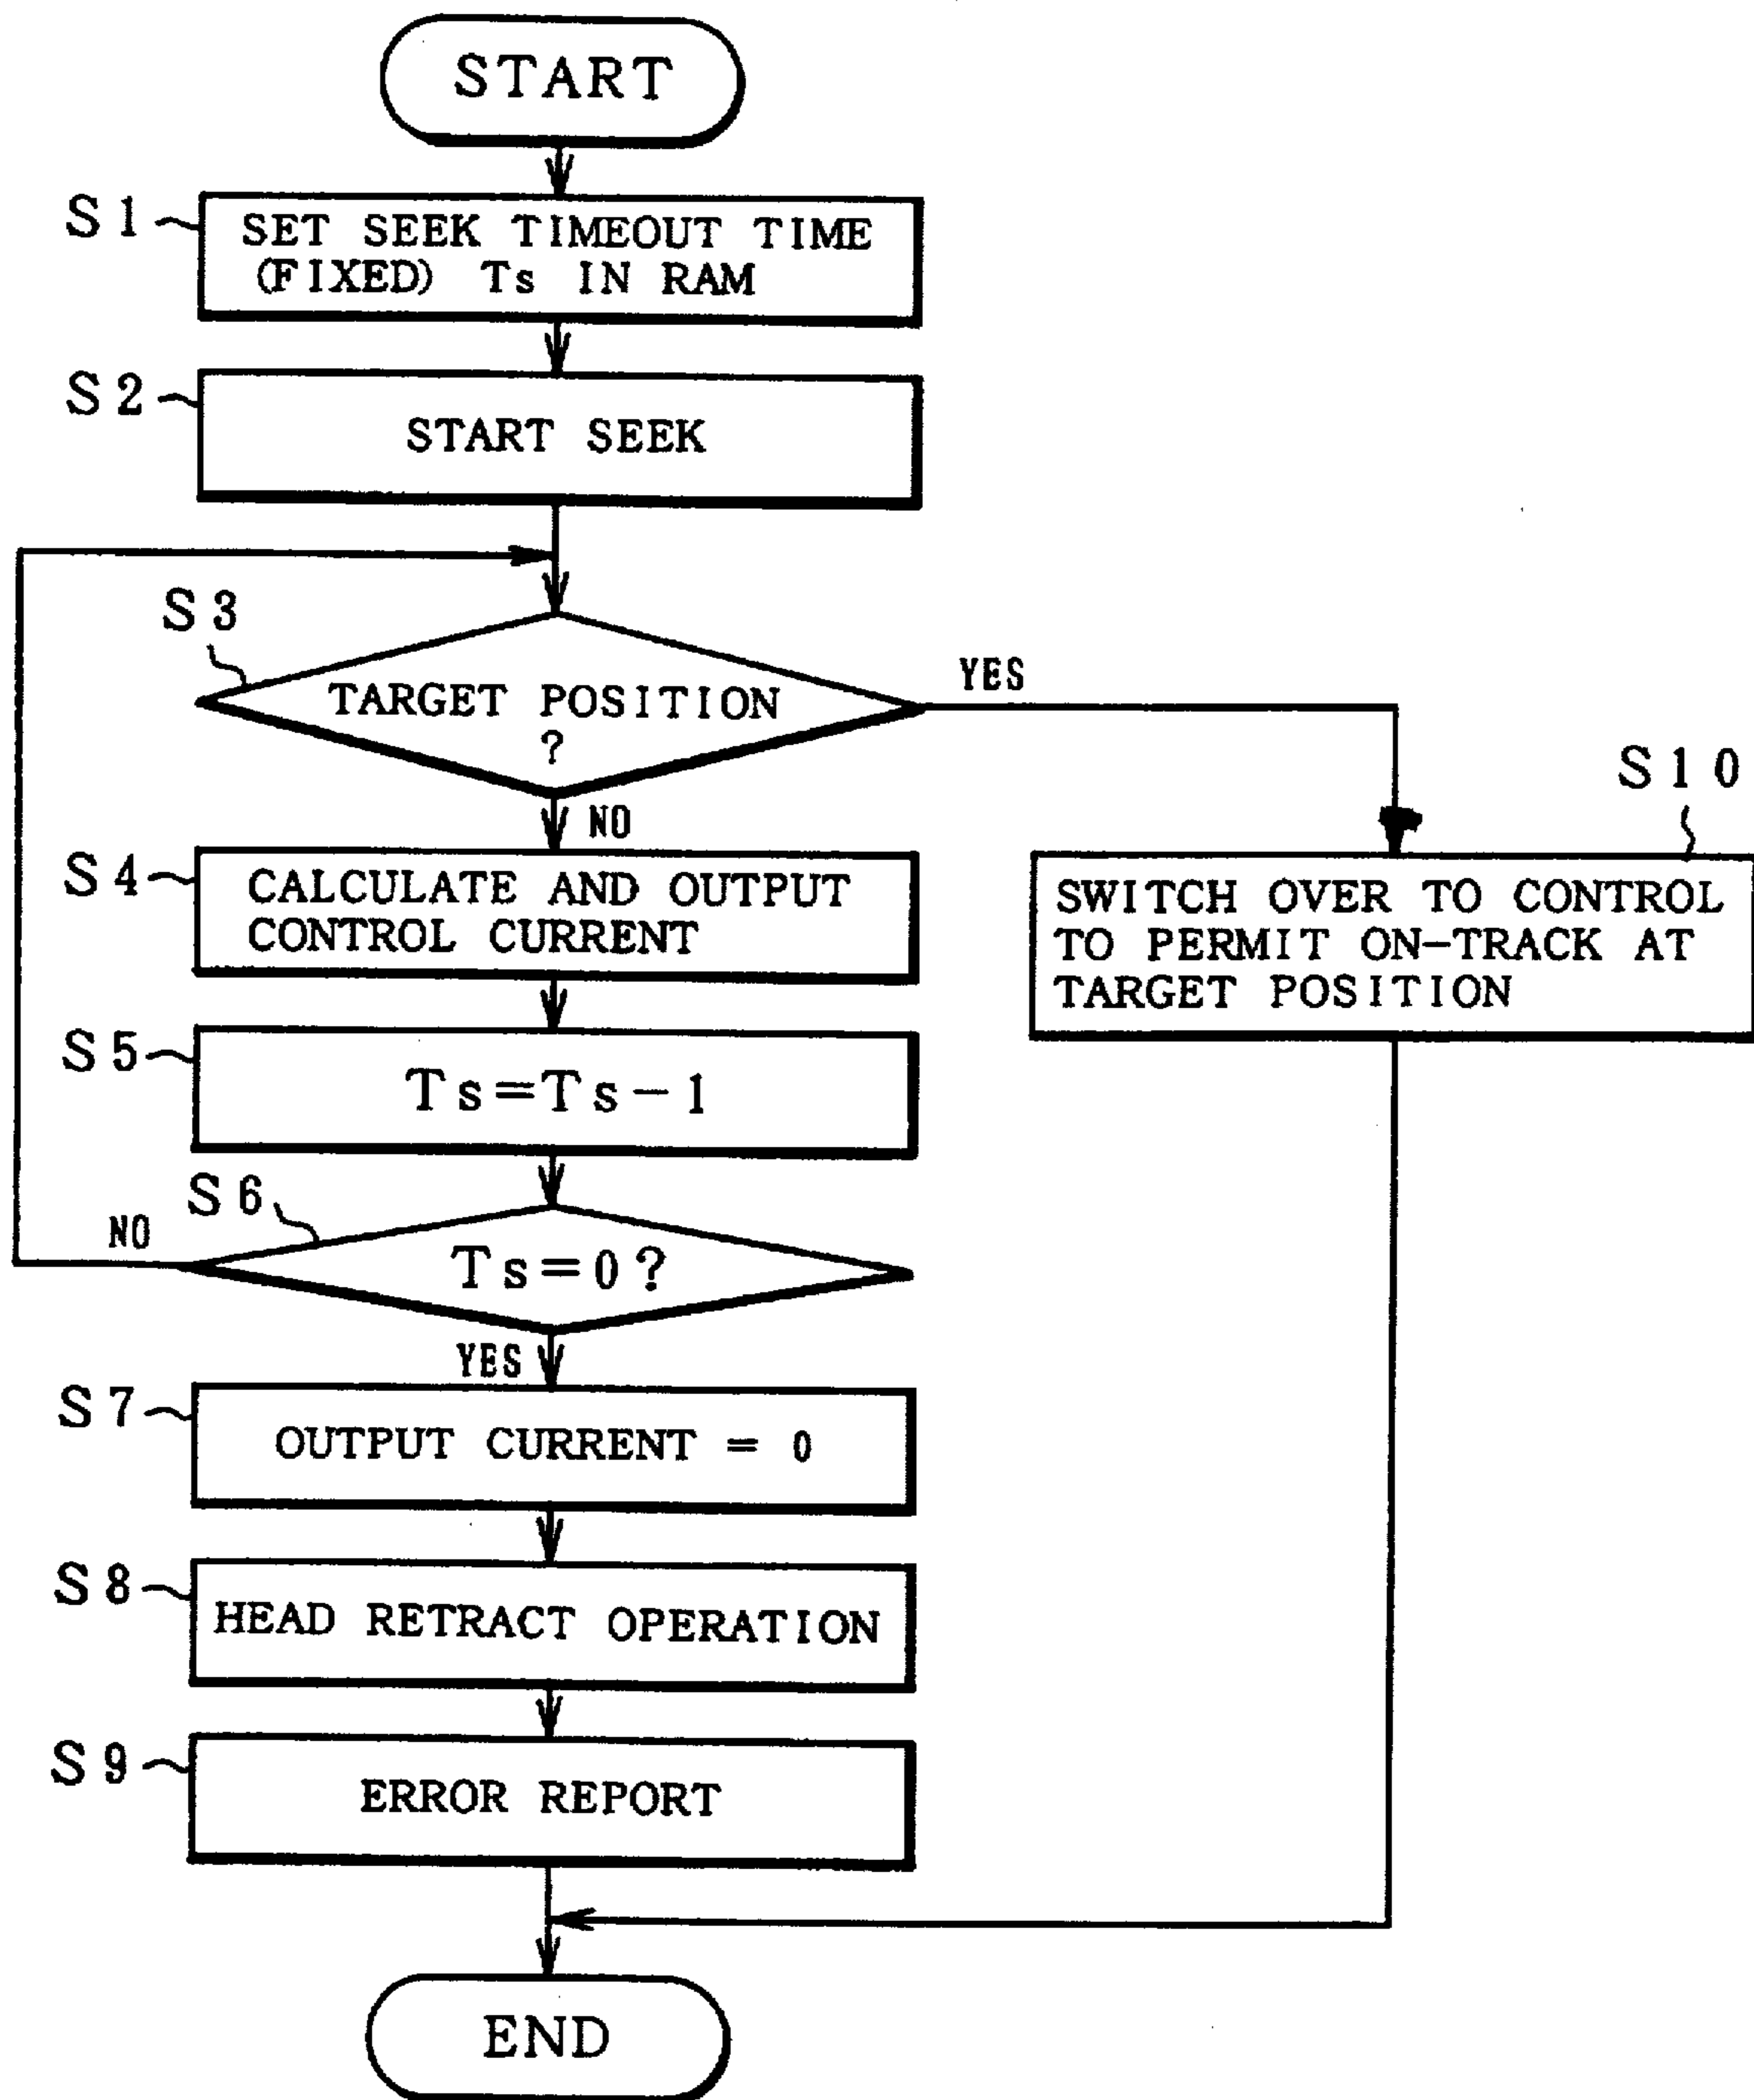 START
S1
SET SEEK TIMEOUT TIME
(FIXED) Ts IN RAM
S2
START SEEK
S3
TARGET POSITION
?
YES
NO
S10
SWITCH OVER TO CONTROL
TO PERMIT ON-TRACK AT
TARGET POSITION
S4
CALCULATE AND OUTPUT
CONTROL CURRENT
S5
Ts=Ts-1
S6
NO
Ts=0?
YES
S7
OUTPUT CURRENT = 0
S8
HEAD RETRACT OPERATION
S9
ERROR REPORT
END